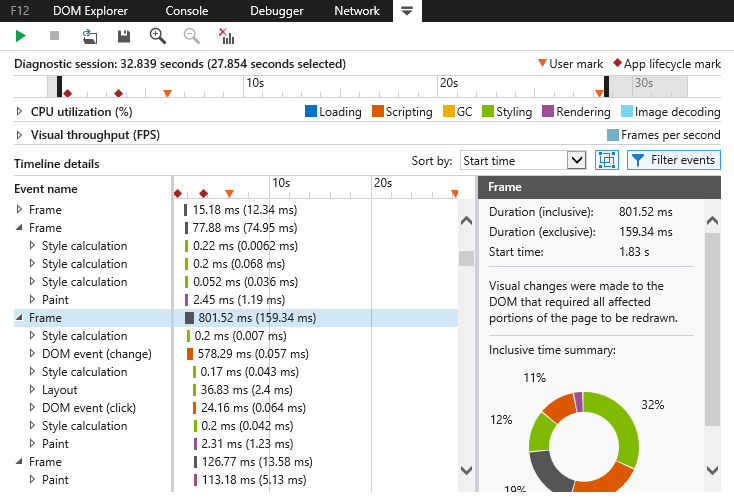 F12 DOM Explorer Console Debugger Network
Diagnostic session: 32.839 seconds (27.854 seconds selected) User mark App lifecycle mark
10s 20s 30s
CPU utilization (%) Loading Scripting GC Styling Rendering Image decoding
Visual throughput (FPS) Frames per second
Timeline details Sort by: Start time Filter events
Event name 10s 20s Frame
Frame 15.18 ms (12.34 ms) Duration (inclusive): 801.52 ms
Frame 77.88 ms (74.95 ms) Duration (exclusive): 159.34 ms
Style calculation 0.22 ms (0.0062 ms) Start time: 1.83 s
Style calculation 0.2 ms (0.068 ms)
Style calculation 0.052 ms (0.036 ms) Visual changes were made to the
Paint 2.45 ms (1.19 ms) DOM that required all affected
Frame 801.52 ms (159.34 ms) portions of the page to be redrawn.
Style calculation 0.2 ms (0.007 ms)
DOM event (change) 578.29 ms (0.057 ms) Inclusive time summary:
Style calculation 0.17 ms (0.043 ms) 11%
Layout 36.83 ms (2.4 ms)
DOM event (click) 24.16 ms (0.064 ms) 32%
Style calculation 0.2 ms (0.042 ms) 12%
Paint 2.31 ms (1.23 ms)
Frame 126.77 ms (13.58 ms)
Paint 113.18 ms (5.13 ms) 19%